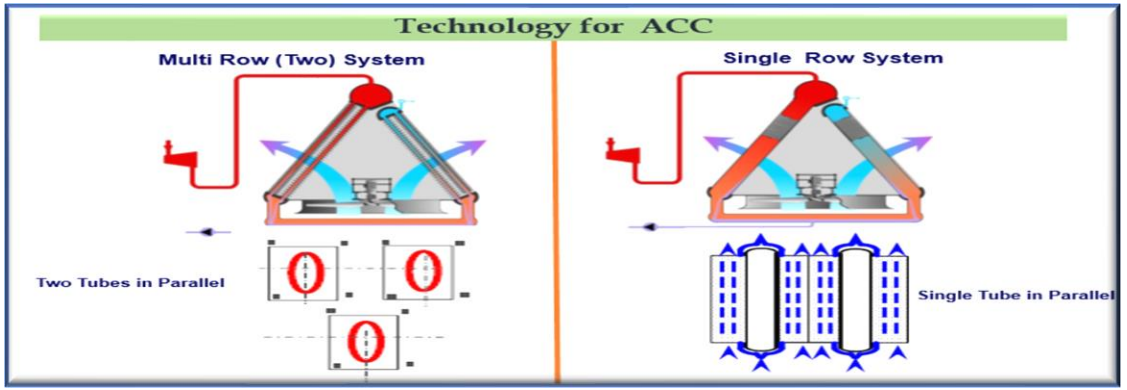 Technology for ACC
Multi Row (Two) System
Single Row System
Two Tubes in Parallel
Single Tube in Parallel